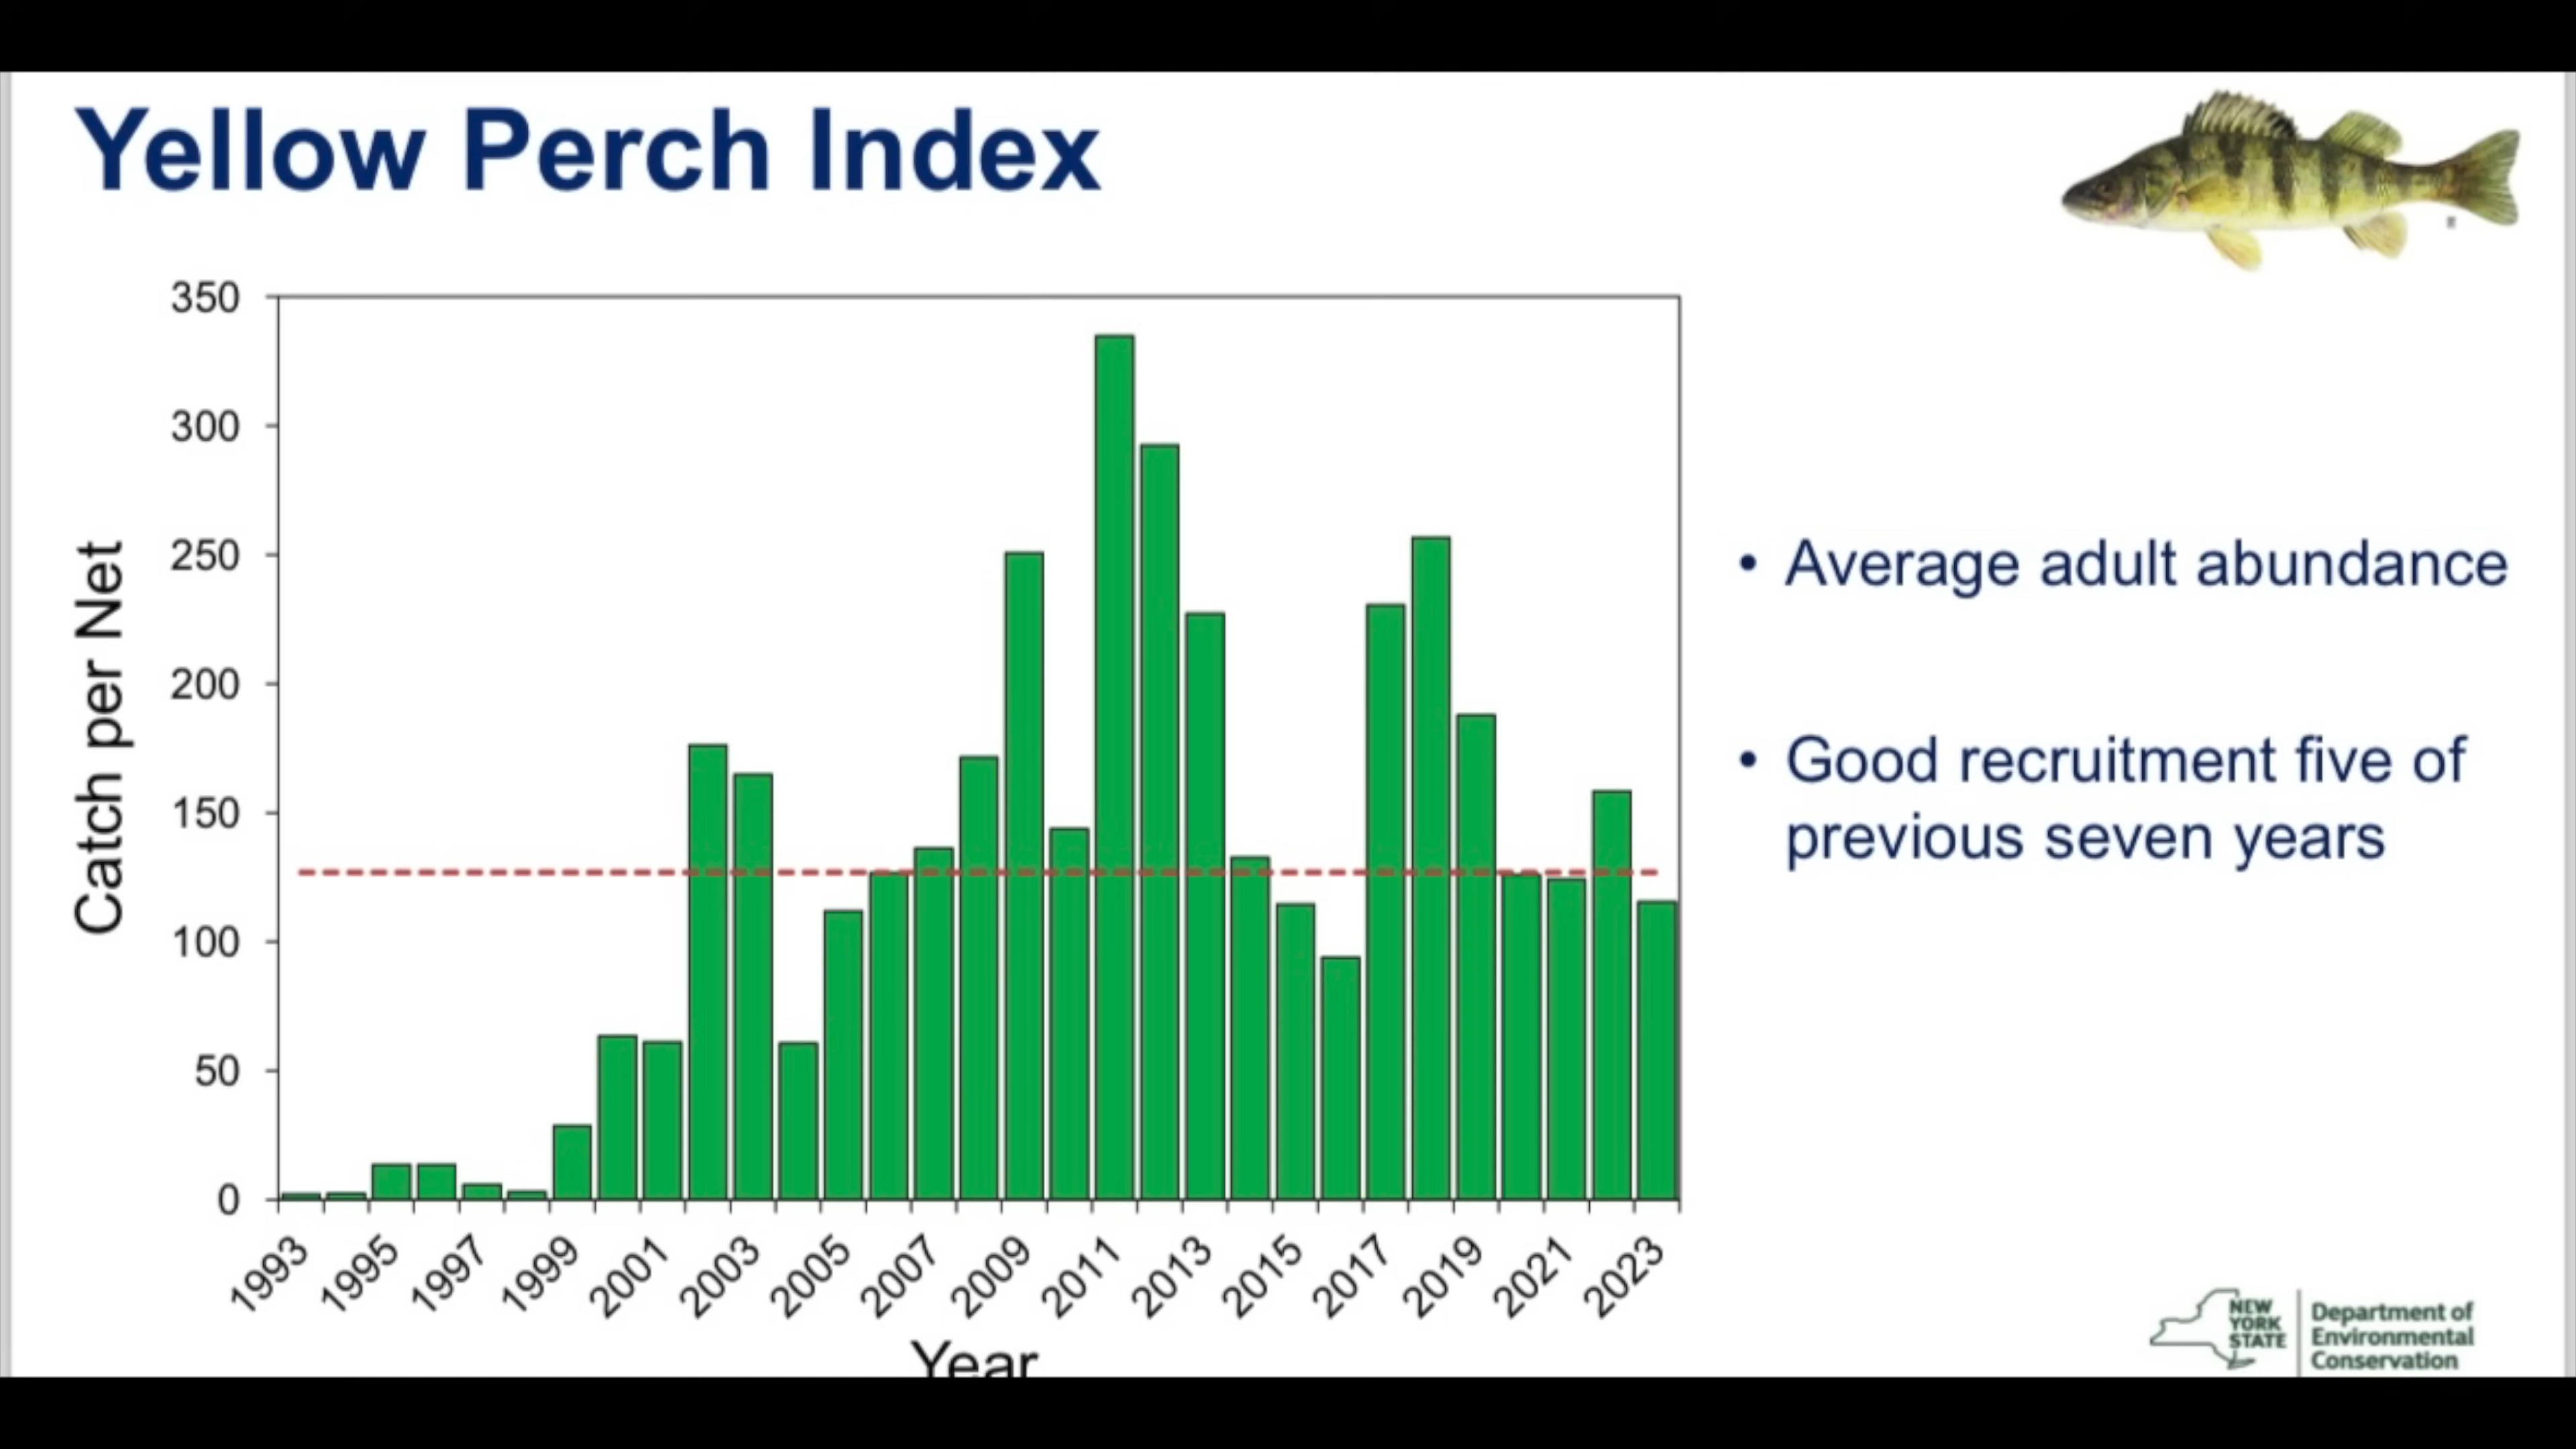 Yellow Perch Index
350
300
250
200
150
100
50
0
Catch per Net
1993
1995
1997
1999
2001
2003
2005
2007
2009
2011
2013
2015
2017
2019
2021
2023
Year
• Average adult abundance
• Good recruitment five of
previous seven years
NEW
YORK
STATE
Department of
Environmental
Conservation